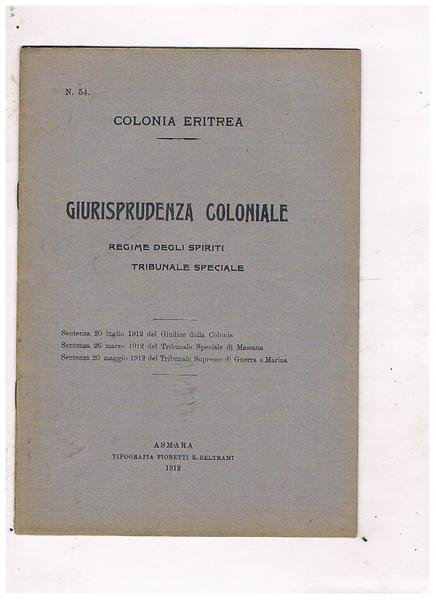 N. 54.
COLONIA ERITREA
GIURISPRUDENZA COLONIALE
REGIME DEGLI SPIRITI
TRIBUNALE SPECIALE
Sentenza 20 luglio 1912 del Giudice della Colonia
Sentenza 26 marzo 1912 del Tribunale Speciale di Massaua
Sentenza 20 maggio 1912 del Tribunale Supremo di Guerra e Marina
ASMARA
TIPOGRAFIA FIORETTI E-BELTRAMI
1912